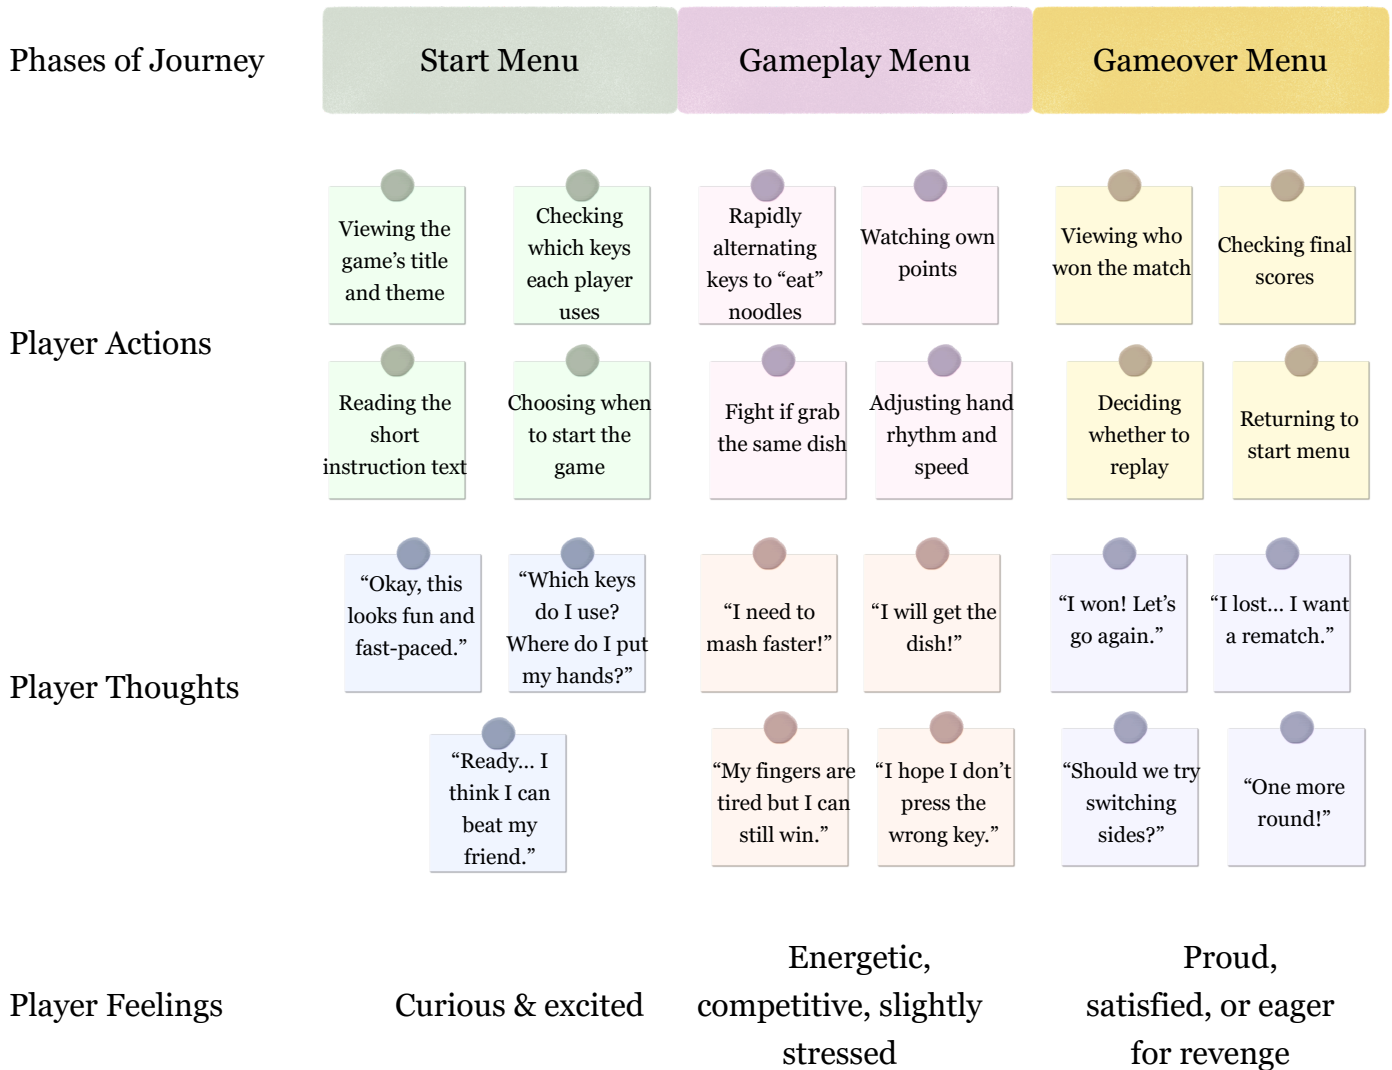 Phases of Journey
Start Menu
Gameplay Menu
Gameover Menu
Player Actions
Viewing the
game’s title
and theme
Checking
which keys
each player
uses
Rapidly
alternating
keys to “eat”
noodles
Watching own
points
Viewing who
won the match
Checking final
scores
Reading the
short
instruction text
Choosing when
to start the
game
Fight if grab
the same dish
Adjusting hand
rhythm and
speed
Deciding
whether to
replay
Returning to
start menu
Player Thoughts
“Okay, this
looks fun and
fast-paced.”
“Which keys
do I use?
Where do I put
my hands?”
“I need to
mash faster!”
“I will get the
dish!”
“I won! Let’s
go again.”
“I lost... I want
a rematch.”
“Ready... I
think I can
beat my
friend.”
“My fingers are
tired but I can
still win.”
“I hope I don’t
press the
wrong key.”
“Should we try
switching
sides?”
“One more
round!”
Player Feelings
Curious & excited
Energetic,
competitive, slightly
stressed
Proud,
satisfied, or eager
for revenge